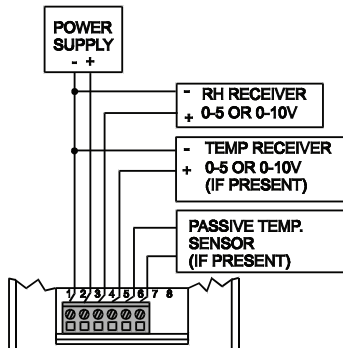 POWER
SUPPLY
- +
- RH RECEIVER
+ 0-5 OR 0-10V
- TEMP RECEIVER
+ 0-5 OR 0-10V
(IF PRESENT)
PASSIVE TEMP.
SENSOR
(IF PRESENT)
1 2 3 4 5 6 7 8